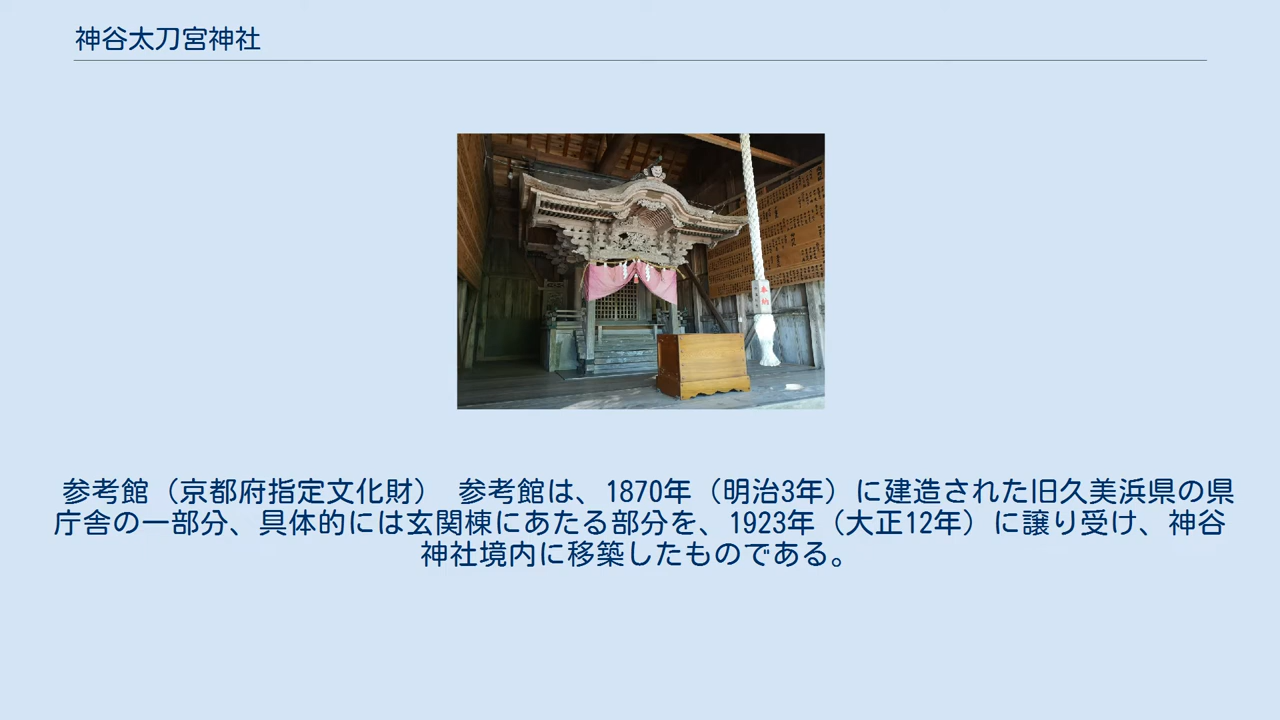 神谷太刀宮神社
奉納
参考館（京都府指定文化財）　参考館は、1870年（明治3年）に建造された旧久美浜県の県
庁舎の一部分、具体的には玄関棟にあたる部分を、1923年（大正12年）に譲り受け、神谷
神社境内に移築したものである。